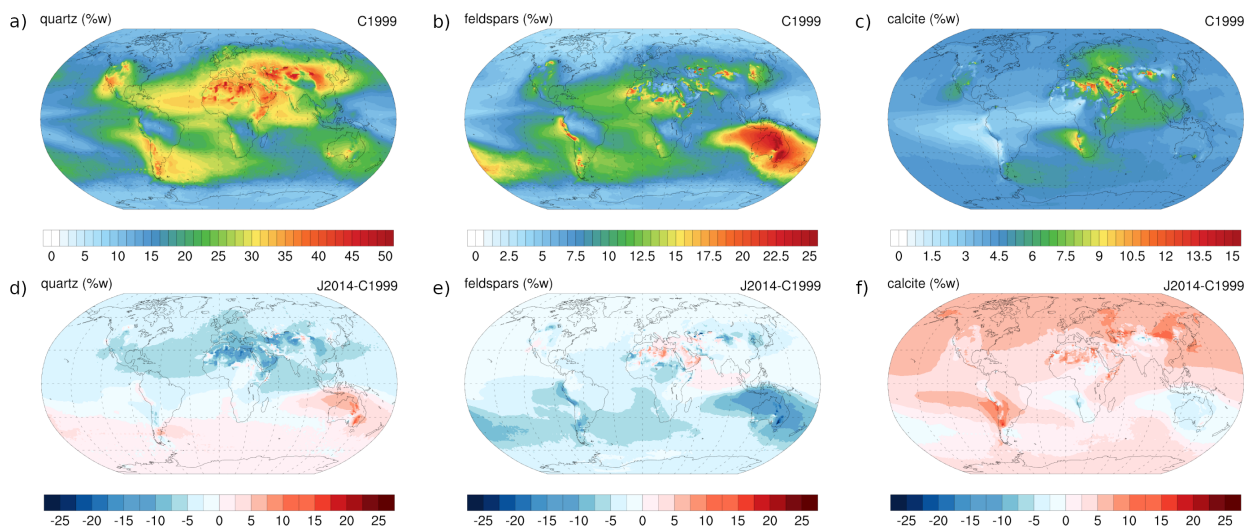 a) quartz (%w) C1999
b) feldspars (%w) C1999
c) calcite (%w) C1999
0 5 10 15 20 25 30 35 40 45 50
0 2.5 5 7.5 10 12.5 15 17.5 20 22.5 25
0 1.5 3 4.5 6 7.5 9 10.5 12 13.5 15
d) quartz (%w) J2014-C1999
e) feldspars (%w) J2014-C1999
f) calcite (%w) J2014-C1999
-25 -20 -15 -10 -5 0 5 10 15 20 25
-25 -20 -15 -10 -5 0 5 10 15 20 25
-25 -20 -15 -10 -5 0 5 10 15 20 25